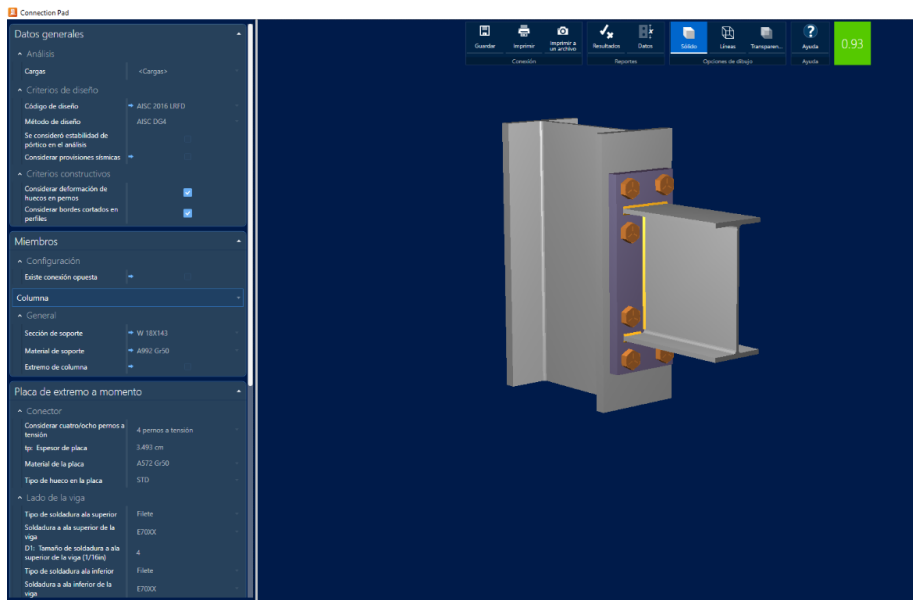 Connection Pad
Guardar
Imprimir
Imprimir a un archivo
Resultados
Datos
Sólido
Líneas
Transparen...
Ayuda
Conexión
Reportes
Opciones de dibujo
Ayuda
0.93
Datos generales
Análisis
Cargas <Cargas>
Criterios de diseño
Código de diseño AISC 2016 LRFD
Método de diseño AISC DG4
Se consideró estabilidad de
pórtico en el análisis
Considerar provisiones sísmicas
Criterios constructivos
Considerar deformación de
huecos en pernos
Considerar bordes cortados en
perfiles
Miembros
Configuración
Existe conexión opuesta
Columna
General
Sección de soporte W 18X143
Material de soporte A992 Gr50
Extremo de columna
Placa de extremo a momento
Conector
Considerar cuatro/ocho pernos a
tensión 4 pernos a tensión
tp: Espesor de placa 3.493 cm
Material de la placa A572 Gr50
Tipo de hueco en la placa STD
Lado de la viga
Tipo de soldadura ala superior Filete
Soldadura a ala superior de la
viga E70XX
D1: Tamaño de soldadura a ala
superior de la viga [1/16in] 4
Tipo de soldadura ala inferior Filete
Soldadura a ala inferior de la
viga E70XX